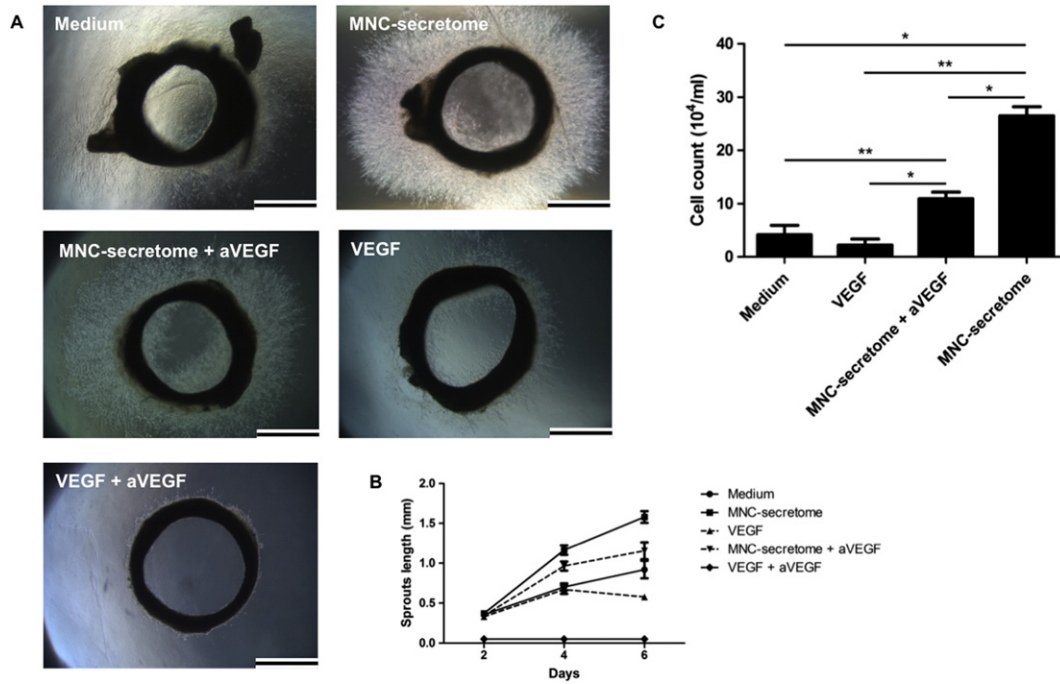 A
Medium
MNC-secretome
MNC-secretome + aVEGF
VEGF
VEGF + aVEGF
B
Sprouts length (mm)
2.0
1.5
1.0
0.5
0.0
2
4
6
Days
Medium
MNC-secretome
VEGF
MNC-secretome + aVEGF
VEGF + aVEGF
C
Cell count (10⁴/ml)
40
30
20
10
0
*
**
*
**
*
Medium
VEGF
MNC-secretome + aVEGF
MNC-secretome